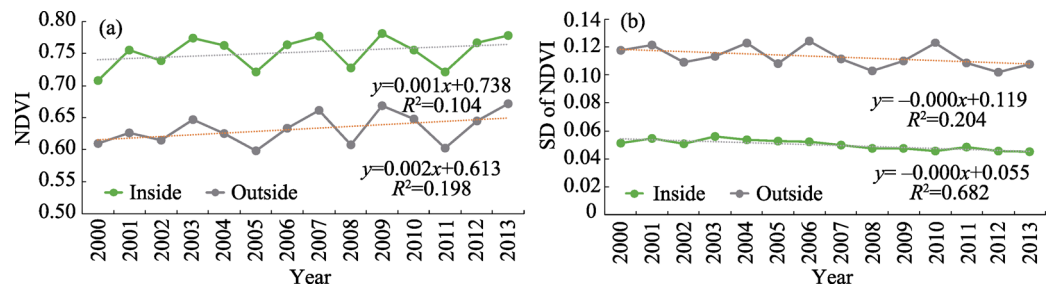 (a)
NDVI
0.80
0.75
0.70
0.65
0.60
0.55
0.50
y=0.001x+0.738
R²=0.104
y=0.002x+0.613
R²=0.198
Inside Outside
2000 2001 2002 2003 2004 2005 2006 2007 2008 2009 2010 2011 2012 2013
Year
(b)
SD of NDVI
0.14
0.12
0.10
0.08
0.06
0.04
0.02
0
y= –0.000x+0.119
R²=0.204
y= –0.000x+0.055
R²=0.682
Inside Outside
2000 2001 2002 2003 2004 2005 2006 2007 2008 2009 2010 2011 2012 2013
Year